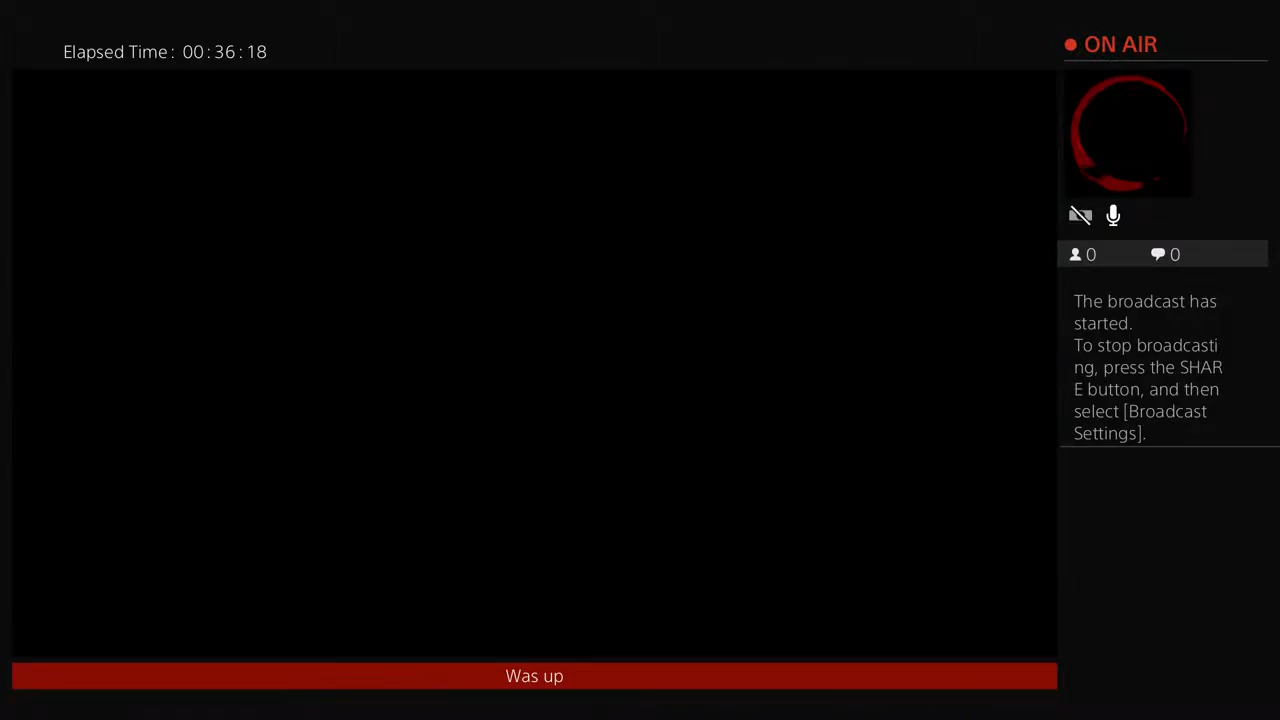 Elapsed Time: 00:36:18
ON AIR
0
0
The broadcast has
started.
To stop broadcasti
ng, press the SHAR
E button, and then
select [Broadcast
Settings].
Was up